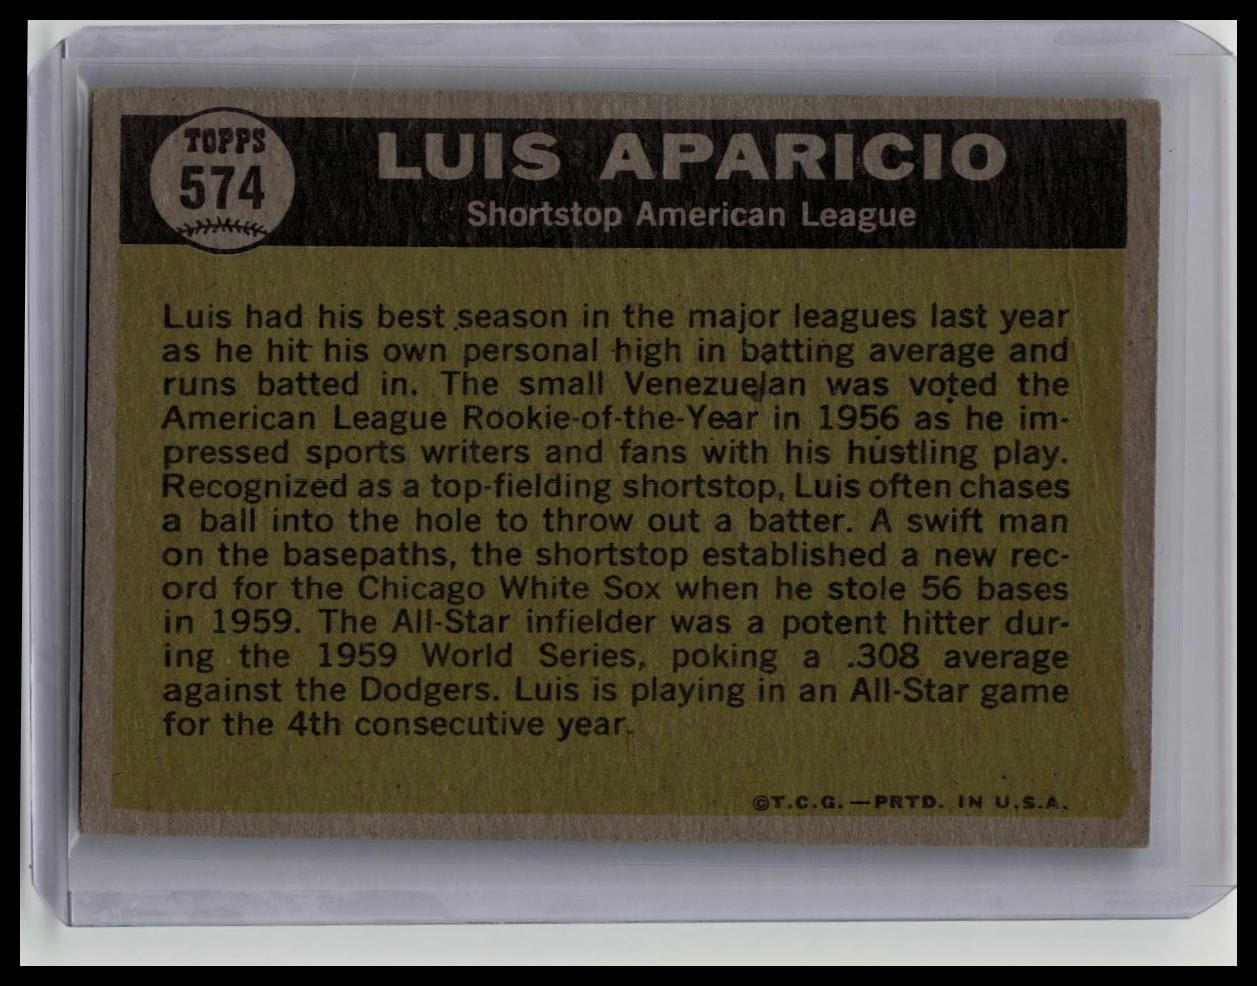 TOPPS
574
LUIS APARICIO
Shortstop American League
Luis had his best season in the major leagues last year
as he hit his own personal high in batting average and
runs batted in. The small Venezuelan was voted the
American League Rookie-of-the-Year in 1956 as he im-
pressed sports writers and fans with his hustling play.
Recognized as a top-fielding shortstop, Luis often chases
a ball into the hole to throw out a batter. A swift man
on the basepaths, the shortstop established a new rec-
ord for the Chicago White Sox when he stole 56 bases
in 1959. The All-Star infielder was a potent hitter dur-
ing the 1959 World Series, poking a .308 average
against the Dodgers. Luis is playing in an All-Star game
for the 4th consecutive year.
©T.C.G.—PRTD. IN U.S.A.